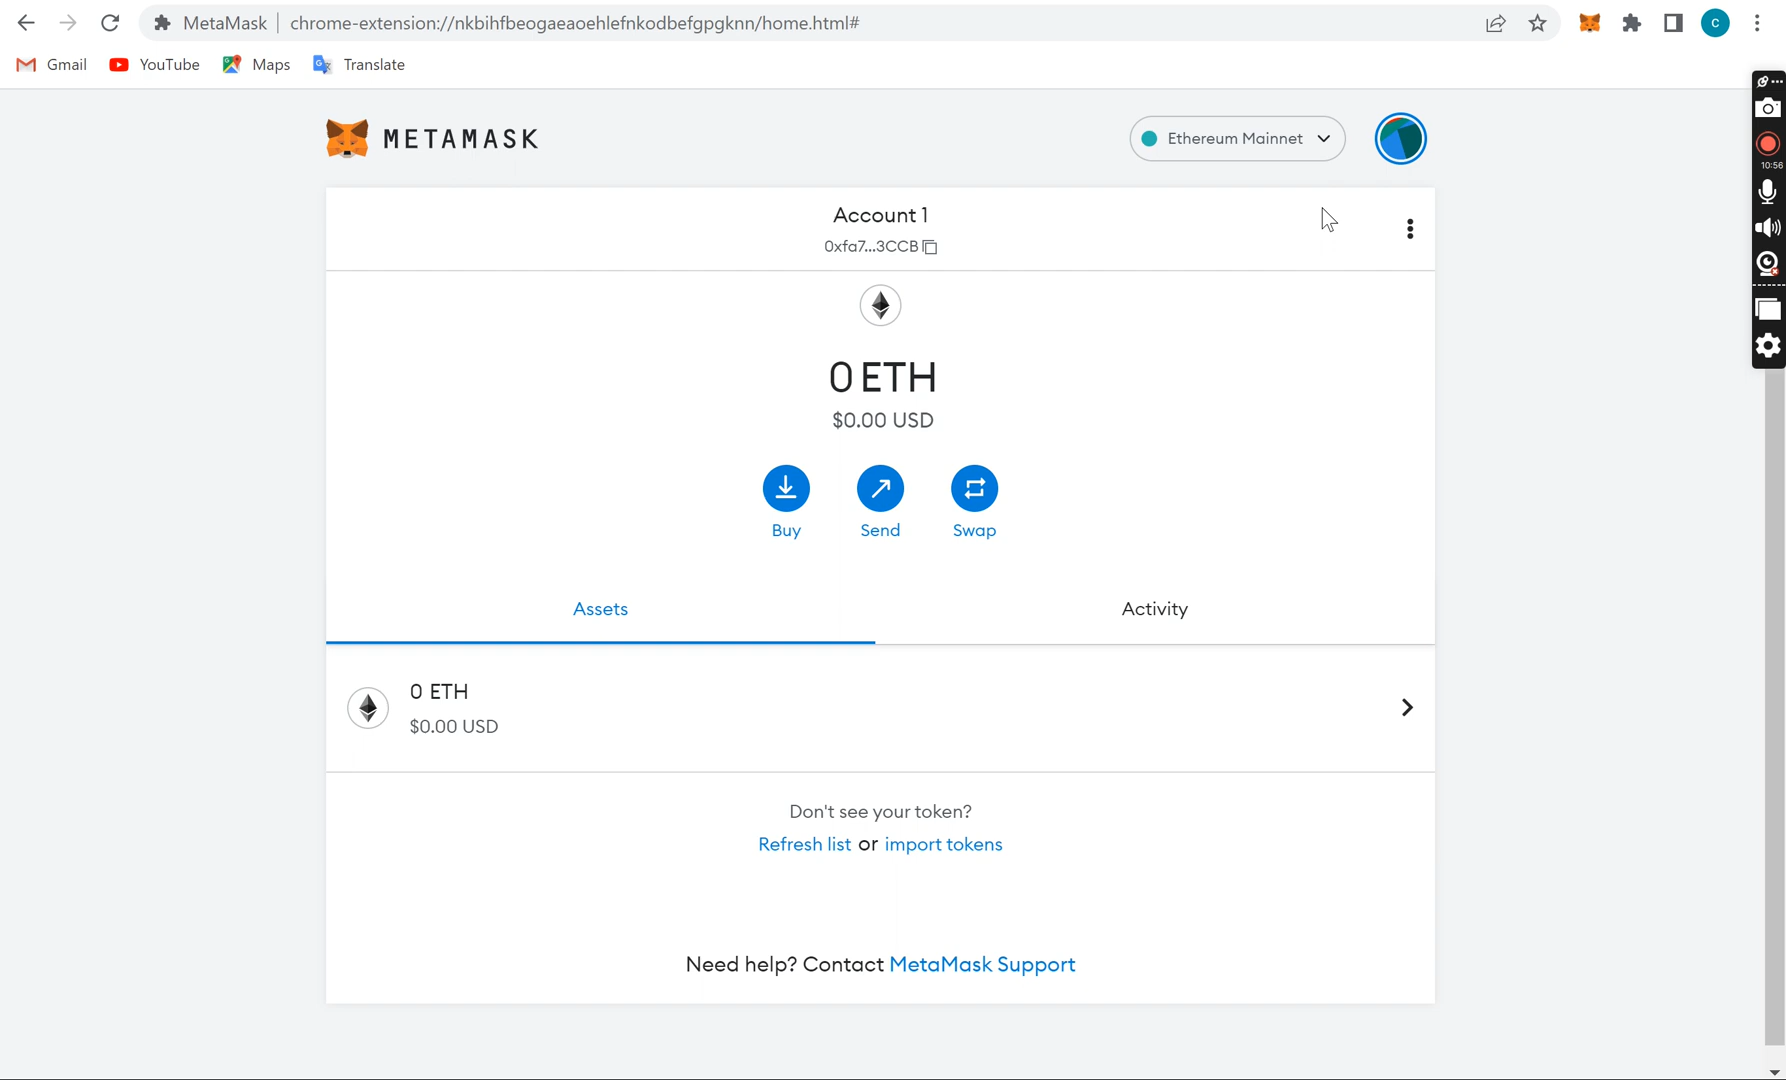 MetaMask chrome-extension://nkbihfbeogaeaoehlefnkodbefgpgknn/home.html#
C
Gmail YouTube Maps Translate
METAMASK
Ethereum Mainnet
10:56
Account 1
0xfa7...3CCB
0 ETH
$0.00 USD
Buy Send Swap
Assets Activity
0 ETH
$0.00 USD
Don't see your token?
Refresh list or import tokens
Need help? Contact MetaMask Support